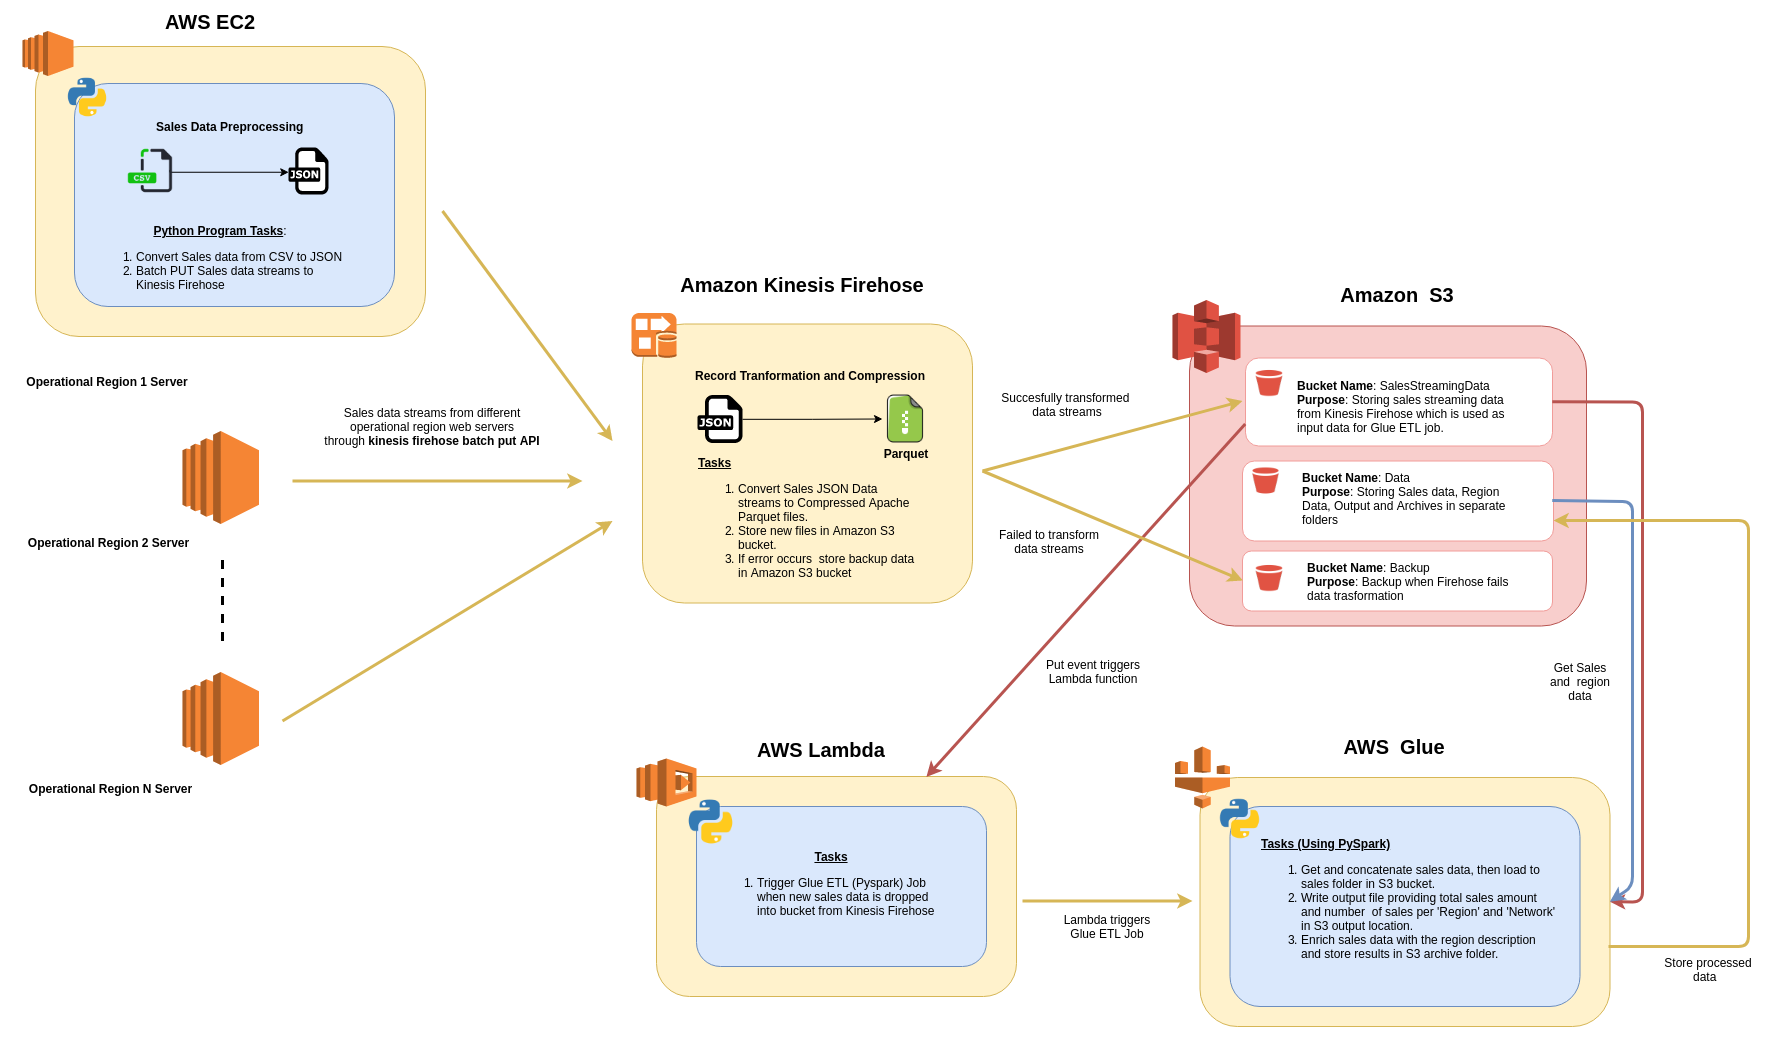 AWS EC2
Sales Data Preprocessing
CSV
JSON
Python Program Tasks:
1. Convert Sales data from CSV to JSON
2. Batch PUT Sales data streams to
Kinesis Firehose
Operational Region 1 Server
Sales data streams from different
operational region web servers
through kinesis firehose batch put API
Operational Region 2 Server
Operational Region N Server
Amazon Kinesis Firehose
Record Tranformation and Compression
JSON
Parquet
Tasks
1. Convert Sales JSON Data
streams to Compressed Apache
Parquet files.
2. Store new files in Amazon S3
bucket.
3. If error occurs  store backup data
in Amazon S3 bucket
Succesfully transformed
data streams
Failed to transform
data streams
Amazon  S3
Bucket Name: SalesStreamingData
Purpose: Storing sales streaming data
from Kinesis Firehose which is used as
input data for Glue ETL job.
Bucket Name: Data
Purpose: Storing Sales data, Region
Data, Output and Archives in separate
folders
Bucket Name: Backup
Purpose: Backup when Firehose fails
data trasformation
Put event triggers
Lambda function
Get Sales
and  region
data
AWS Lambda
Tasks
1. Trigger Glue ETL (Pyspark) Job
when new sales data is dropped
into bucket from Kinesis Firehose
Lambda triggers
Glue ETL Job
AWS  Glue
Tasks (Using PySpark)
1. Get and concatenate sales data, then load to
sales folder in S3 bucket.
2. Write output file providing total sales amount
and number  of sales per 'Region' and 'Network'
in S3 output location.
3. Enrich sales data with the region description
and store results in S3 archive folder.
Store processed
data